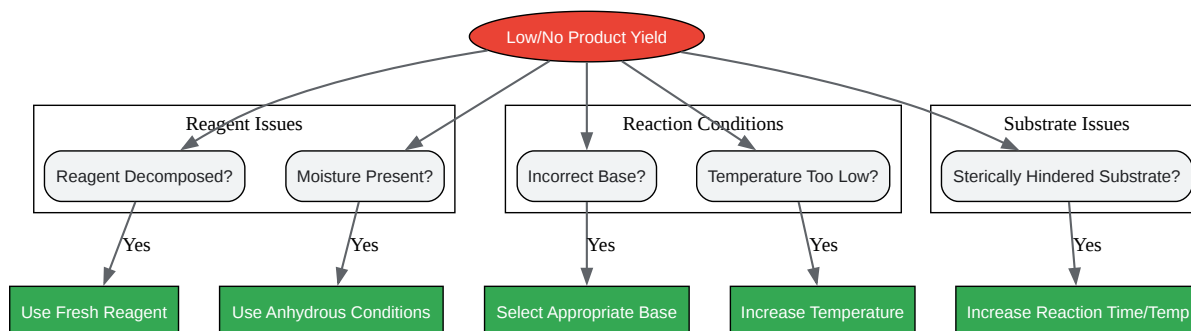 Low/No Product Yield
Reagent Issues
Reaction Conditions
Substrate Issues
Reagent Decomposed?
Moisture Present?
Incorrect Base?
Temperature Too Low?
Sterically Hindered Substrate?
Yes
Yes
Yes
Yes
Yes
Use Fresh Reagent
Use Anhydrous Conditions
Select Appropriate Base
Increase Temperature
Increase Reaction Time/Temp